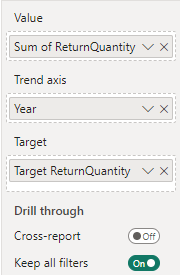 Value
Sum of ReturnQuantity
Trend axis
Year
Target
Target ReturnQuantity
Drill through
Cross-report Off
Keep all filters On